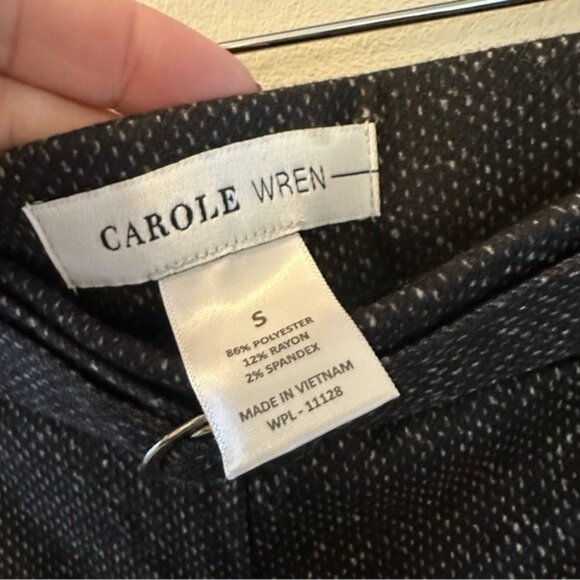 CAROLE WREN
S
86% POLYESTER
12% RAYON
2% SPANDEX
MADE IN VIETNAM
WPL - 11128